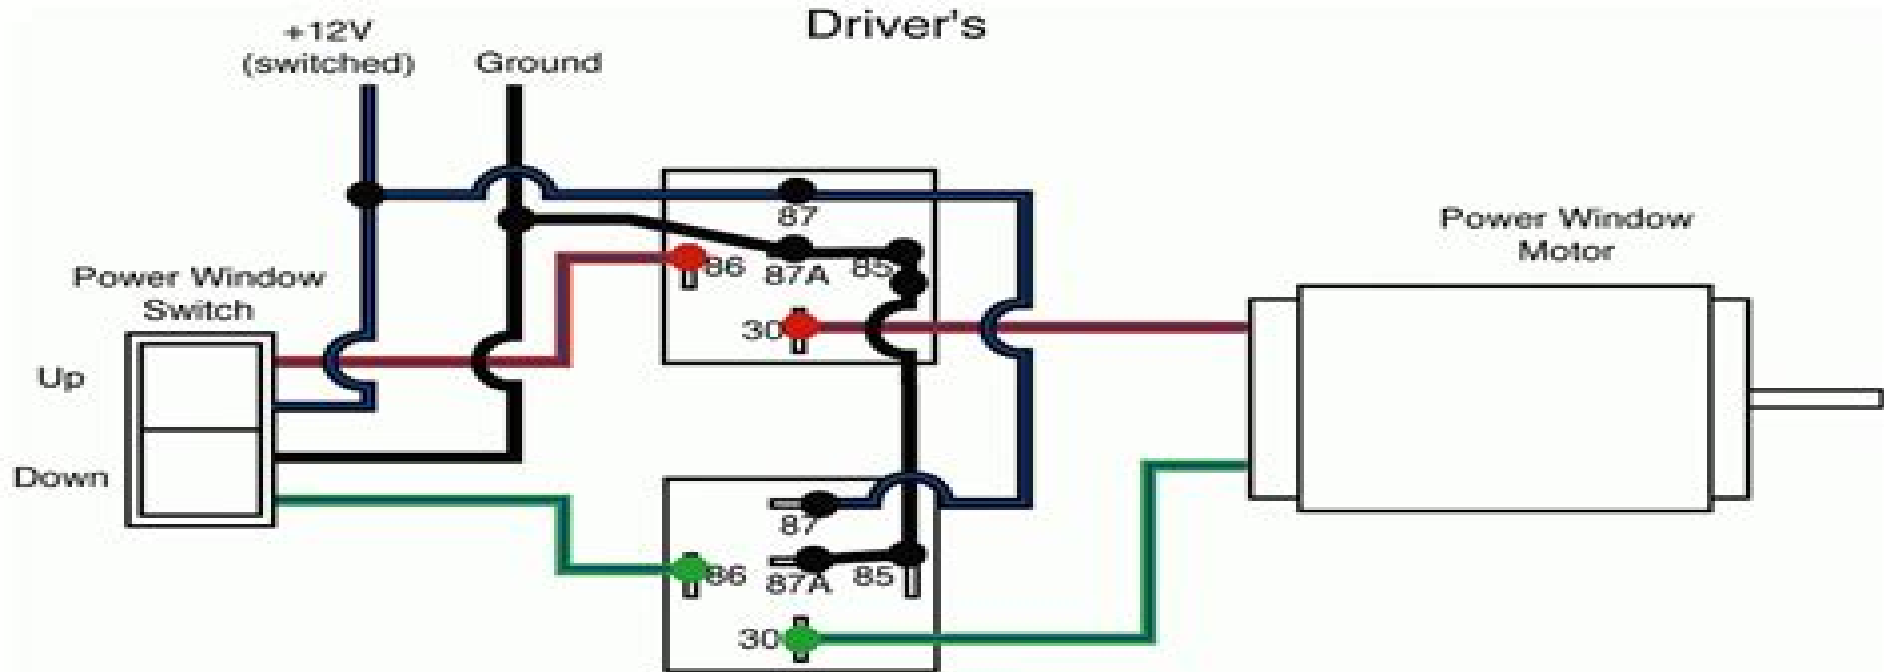 Driver's
+12V
(switched)
Ground
87
86
87A
85
30
Power Window
Motor
Power Window
Switch
Up
Down
87
86
87A
85
30